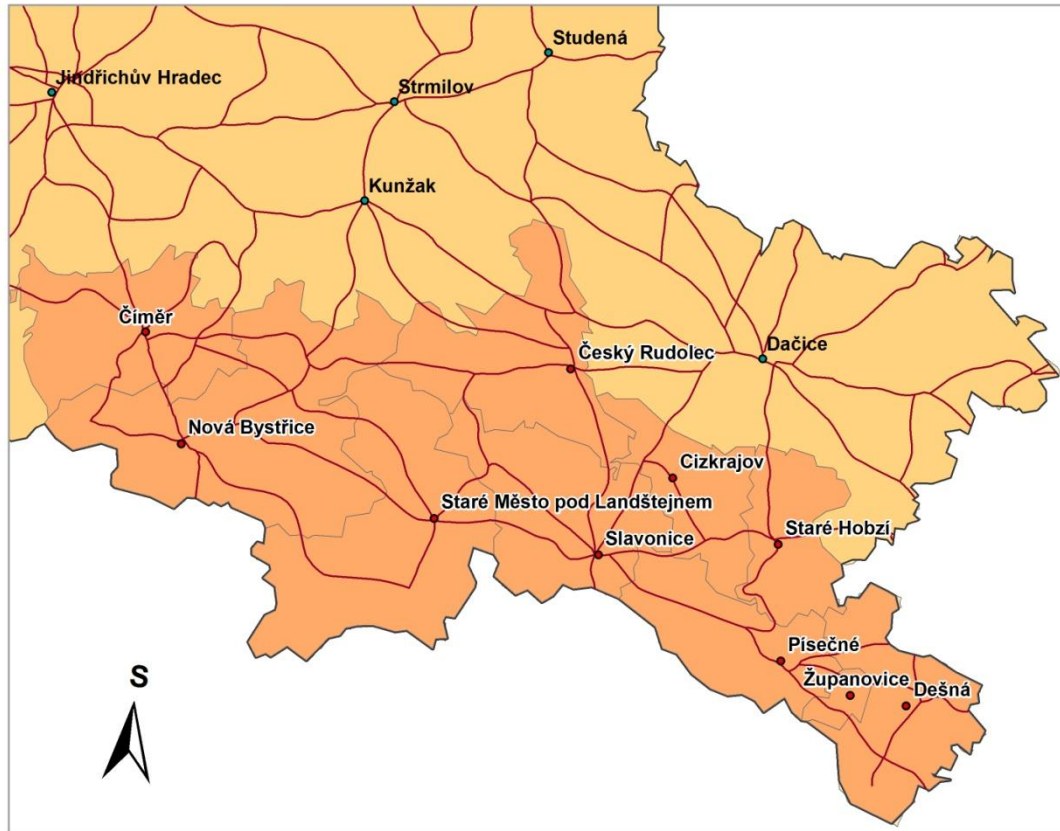 Studená
Jindřichův Hradec
Strmilov
Kunžak
Číměr
Dačice
Český Rudolec
Nová Bystřice
Cizkrajov
Staré Město pod Landštejnem
Staré Hobzí
Slavonice
Písečné
Županovice
Dešná
S